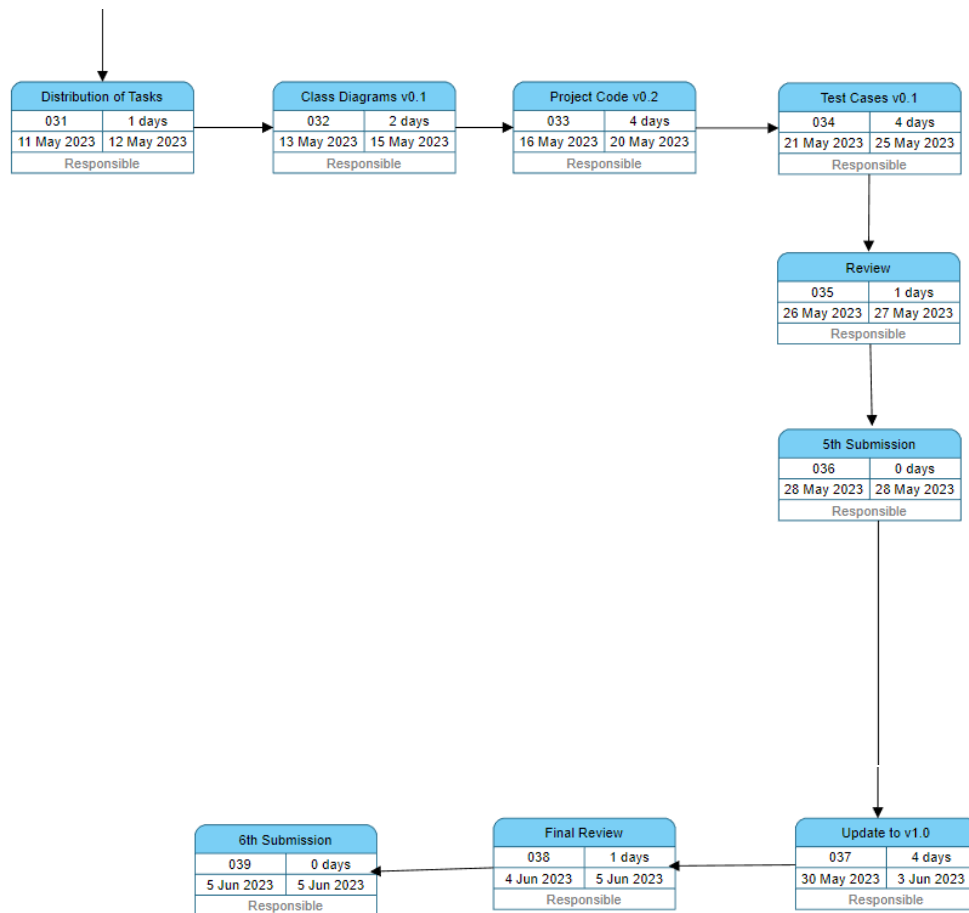 Distribution of Tasks
031 1 days
11 May 2023 12 May 2023
Responsible
Class Diagrams v0.1
032 2 days
13 May 2023 15 May 2023
Responsible
Project Code v0.2
033 4 days
16 May 2023 20 May 2023
Responsible
Test Cases v0.1
034 4 days
21 May 2023 25 May 2023
Responsible
Review
035 1 days
26 May 2023 27 May 2023
Responsible
5th Submission
036 0 days
28 May 2023 28 May 2023
Responsible
Update to v1.0
037 4 days
30 May 2023 3 Jun 2023
Responsible
Final Review
038 1 days
4 Jun 2023 5 Jun 2023
Responsible
6th Submission
039 0 days
5 Jun 2023 5 Jun 2023
Responsible